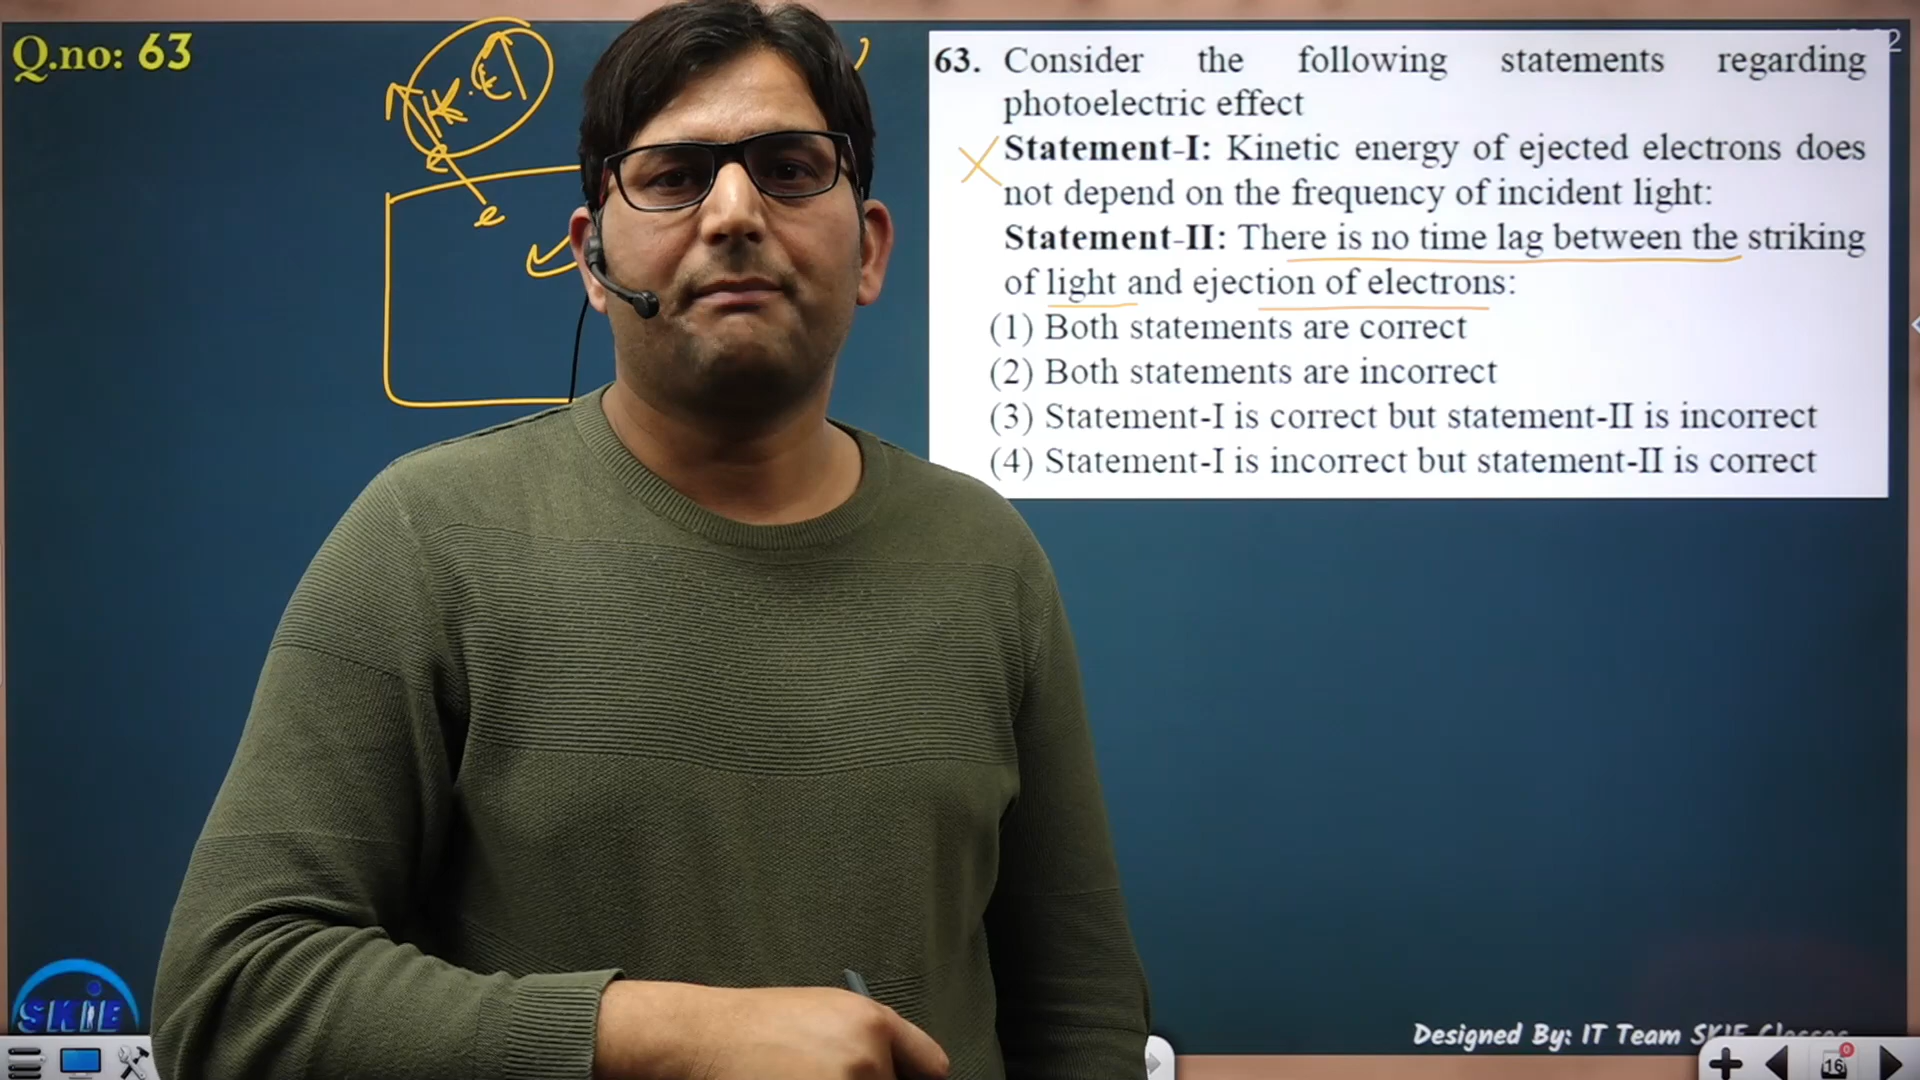 Q.no: 63
K.E
e
63. Consider the following statements regarding
photoelectric effect
Statement-I: Kinetic energy of ejected electrons does
not depend on the frequency of incident light:
Statement-II: There is no time lag between the striking
of light and ejection of electrons:
(1) Both statements are correct
(2) Both statements are incorrect
(3) Statement-I is correct but statement-II is incorrect
(4) Statement-I is incorrect but statement-II is correct
SKIE
Designed By: IT Team SKIE Classes
0
16